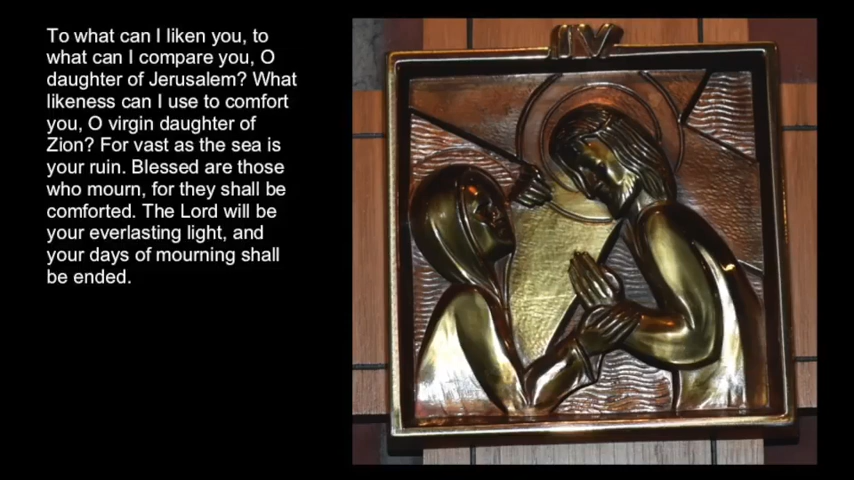 To what can I liken you, to
what can I compare you, O
daughter of Jerusalem? What
likeness can I use to comfort
you, O virgin daughter of
Zion? For vast as the sea is
your ruin. Blessed are those
who mourn, for they shall be
comforted. The Lord will be
your everlasting light, and
your days of mourning shall
be ended.
IV